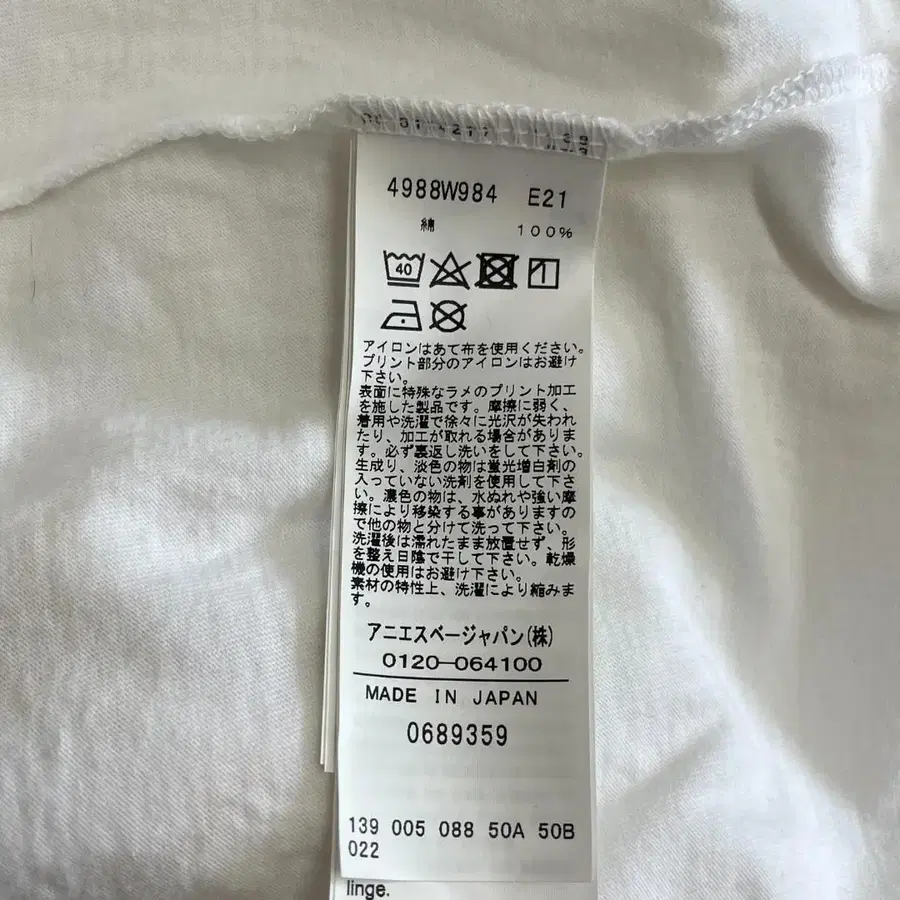 4988W984 E21
綿 100%
40
アイロンはあて布を使用ください。
プリント部分のアイロンはお避け
下さい。
表面に特殊なラメのプリント加工
を施した製品です。摩擦に弱く、
着用や洗濯で徐々に光沢が失われ
たり、加工が取れる場合がありま
す。必ず裏返し洗いをして下さい。
生成り、淡色の物は蛍光増白剤の
入っていない洗剤を使用して下さ
い。濃色の物は、水ぬれや強い摩
擦により移染する事がありますの
で他の物と分けて洗って下さい。
洗濯後は濡れたまま放置せず、形
を整え日陰で干して下さい。乾燥
機の使用はお避け下さい。
素材の特性上、洗濯により縮みま
す。
アニエスベージャパン(株)
0120-064100
MADE IN JAPAN
0689359
139 005 088 50A 50B
022
linge.